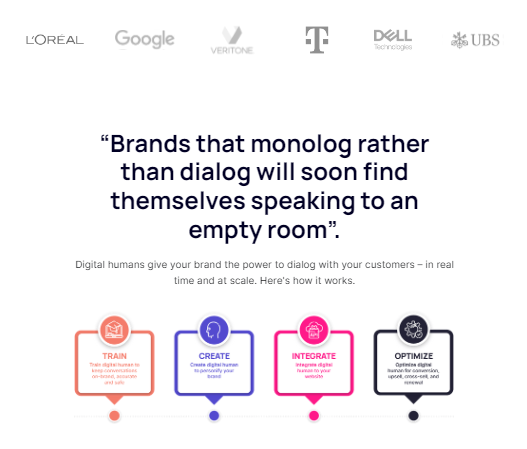 L'ORÉAL Google VERITONE T DELL Technologies UBS
“Brands that monolog rather
than dialog will soon find
themselves speaking to an
empty room”.
Digital humans give your brand the power to dialog with your customers – in real
time and at scale. Here's how it works.
TRAIN
Train digital human to
keep conversations
on-brand, accurate
and safe
CREATE
Create digital human
to personify your
brand
INTEGRATE
Integrate digital
human to your
website
OPTIMIZE
Optimize digital
human for conversion,
upsell, cross-sell, and
renewal